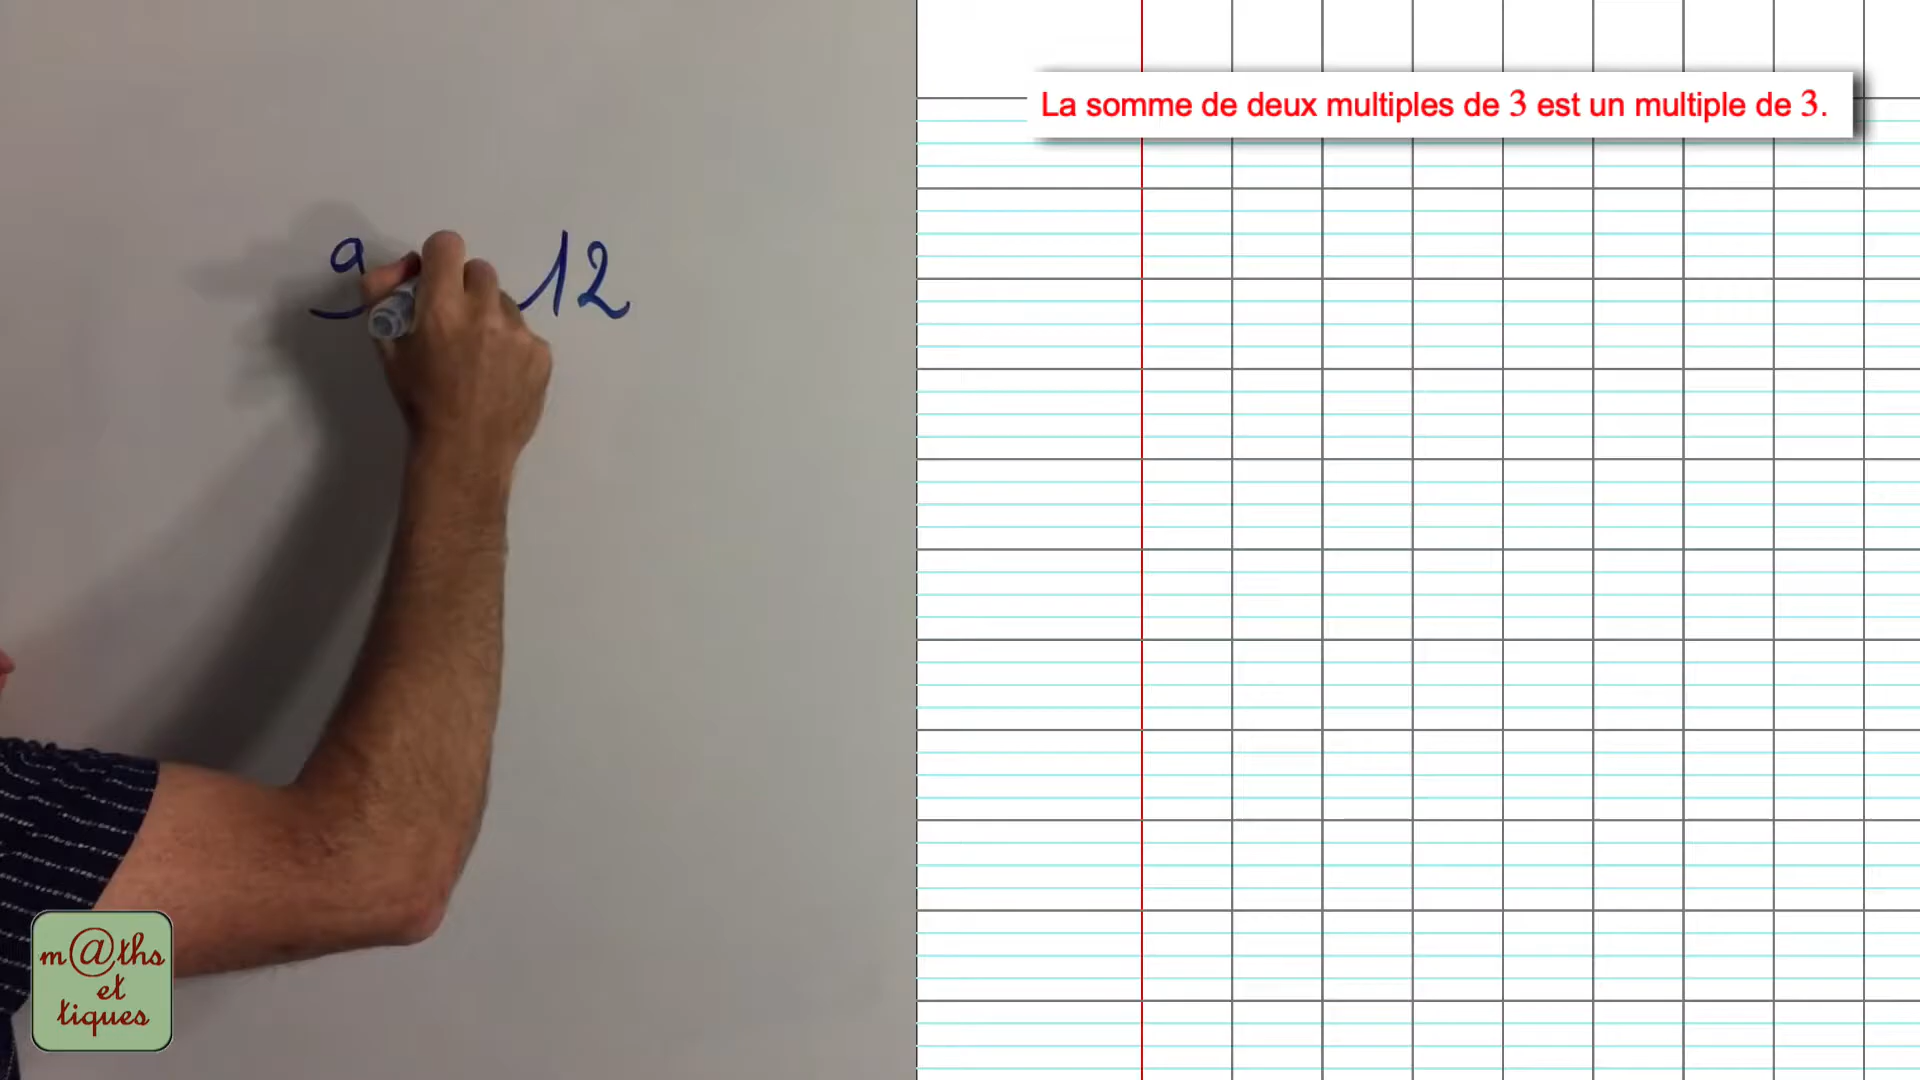 La somme de deux multiples de 3 est un multiple de 3.
9 12
m@ths
et
tiques